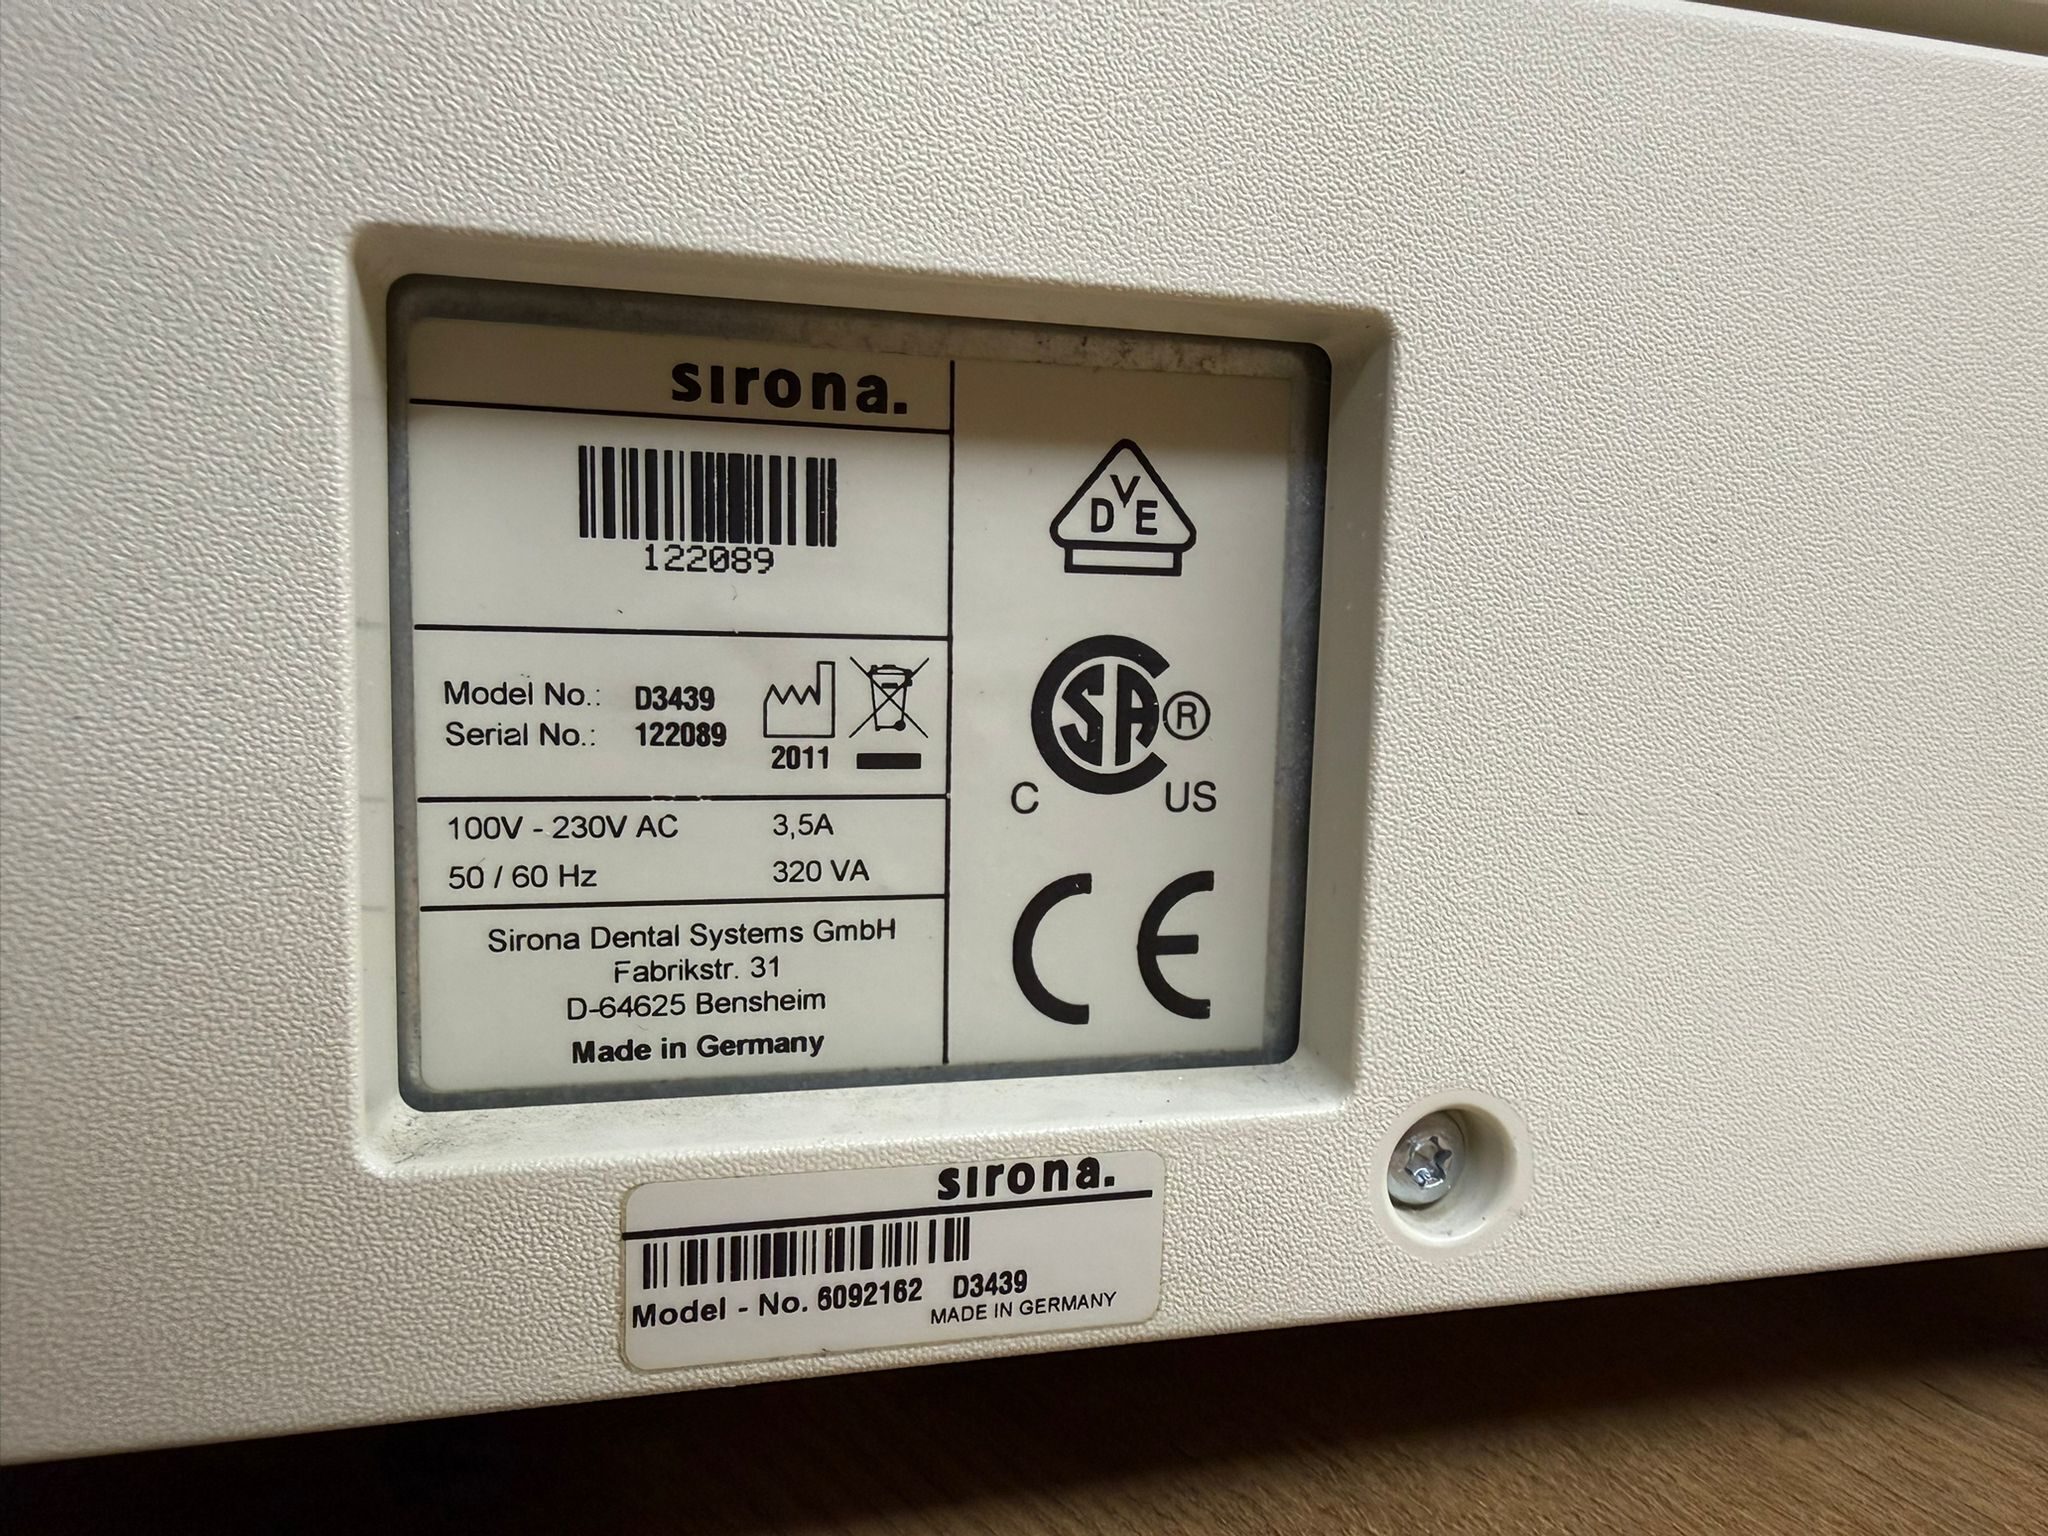 sirona.
122089
Model No.: D3439
Serial No.: 122089
2011
100V - 230V AC 3,5A
50 / 60 Hz 320 VA
Sirona Dental Systems GmbH
Fabrikstr. 31
D-64625 Bensheim
Made in Germany
V
D E
CSA ®
C US
CE
sirona.
Model - No. 6092162 D3439
MADE IN GERMANY